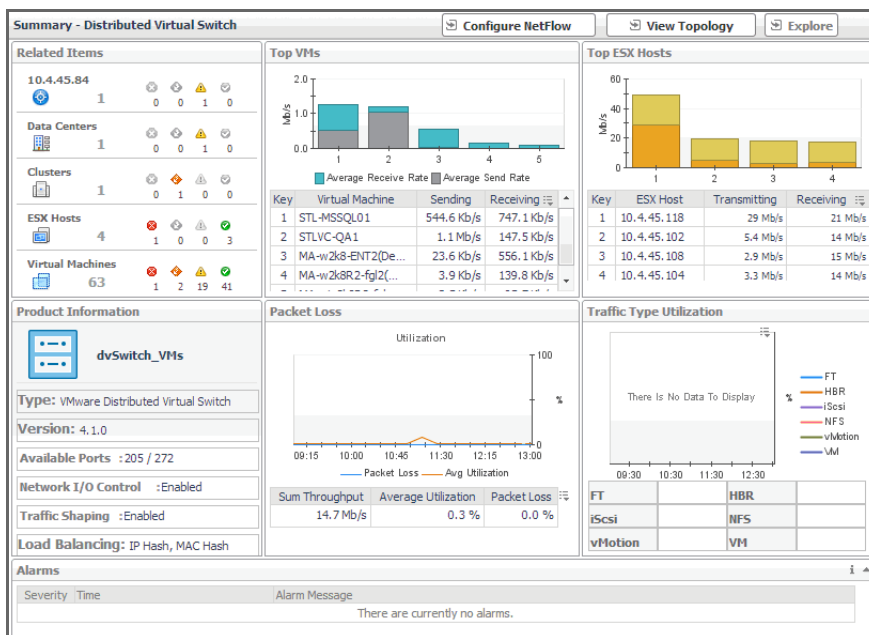 Summary - Distributed Virtual Switch
Configure NetFlow
View Topology
Explore
Related Items
10.4.45.84
1
0 0 1 0
Data Centers
1
0 0 1 0
Clusters
1
0 1 0 0
ESX Hosts
4
1 0 0 3
Virtual Machines
63
1 2 19 41
Top VMs
2.0
1.0
0.0
Mb/s
1 2 3 4 5
Average Receive Rate Average Send Rate
Key Virtual Machine Sending Receiving
1 STL-MSSQL01 544.6 Kb/s 747.1 Kb/s
2 STLVC-QA1 1.1 Mb/s 147.5 Kb/s
3 MA-w2k8-ENT2(De... 23.6 Kb/s 556.1 Kb/s
4 MA-w2k8R2-fgl2(... 3.9 Kb/s 139.8 Kb/s
Top ESX Hosts
60
40
20
0
Mb/s
1 2 3 4
Key ESX Host Transmitting Receiving
1 10.4.45.118 29 Mb/s 21 Mb/s
2 10.4.45.102 5.4 Mb/s 14 Mb/s
3 10.4.45.108 2.9 Mb/s 15 Mb/s
4 10.4.45.104 3.3 Mb/s 14 Mb/s
Product Information
dvSwitch_VMs
Type: VMware Distributed Virtual Switch
Version: 4.1.0
Available Ports :205 / 272
Network I/O Control :Enabled
Traffic Shaping :Enabled
Load Balancing: IP Hash, MAC Hash
Packet Loss
Utilization
100
%
0
09:15 10:00 10:45 11:30 12:15 13:00
Packet Loss Avg Utilization
Sum Throughput Average Utilization Packet Loss
14.7 Mb/s 0.3 % 0.0 %
Traffic Type Utilization
There Is No Data To Display
%
FT
HBR
iScsi
NFS
vMotion
VM
09:30 10:30 11:30 12:30
FT HBR
iScsi NFS
vMotion VM
Alarms
i
Severity Time Alarm Message
There are currently no alarms.